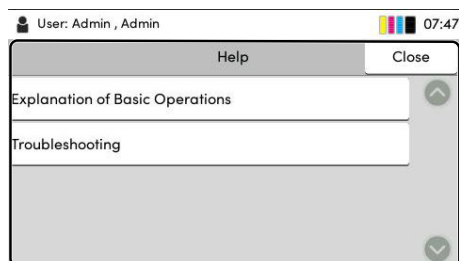 User: Admin , Admin
07:47
Help
Close
Explanation of Basic Operations
Troubleshooting